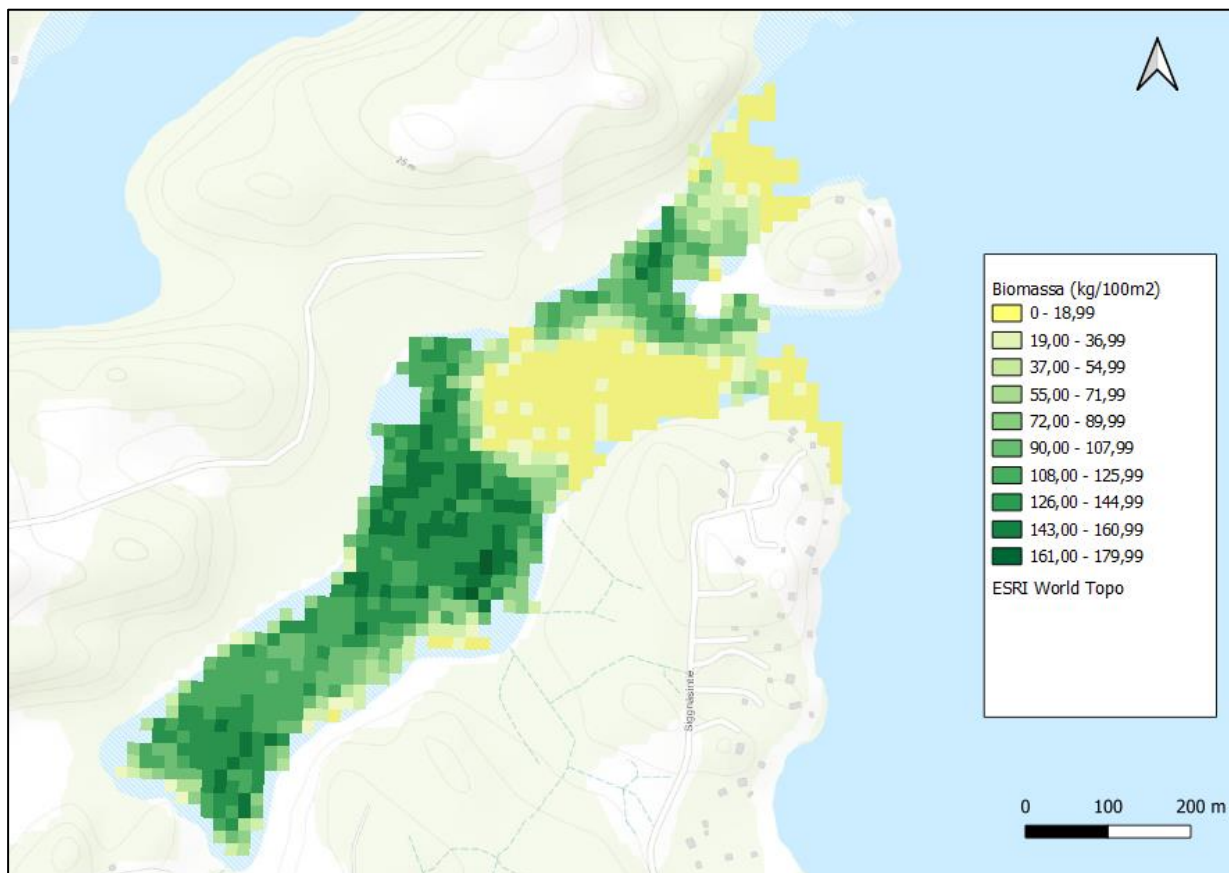 25 m
Biomassa (kg/100m2)
0 - 18,99
19,00 - 36,99
37,00 - 54,99
55,00 - 71,99
72,00 - 89,99
90,00 - 107,99
108,00 - 125,99
126,00 - 144,99
143,00 - 160,99
161,00 - 179,99
ESRI World Topo
Siggnäsintie
0 100 200 m